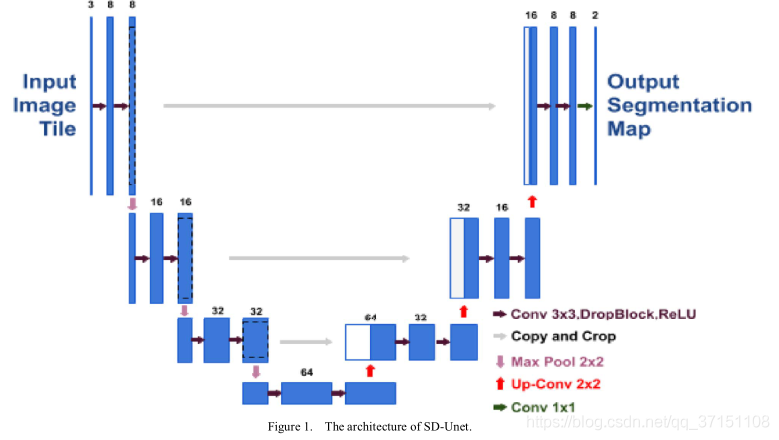 3 8 8
16 8 8 2
Input
Image
Tile
Output
Segmentation
Map
16 16
32 16
32 32
64 32
64
Conv 3x3,DropBlock,ReLU
Copy and Crop
Max Pool 2x2
Up-Conv 2x2
Conv 1x1
https://blog.csdn.net/qq_37151108
Figure 1. The architecture of SD-Unet.